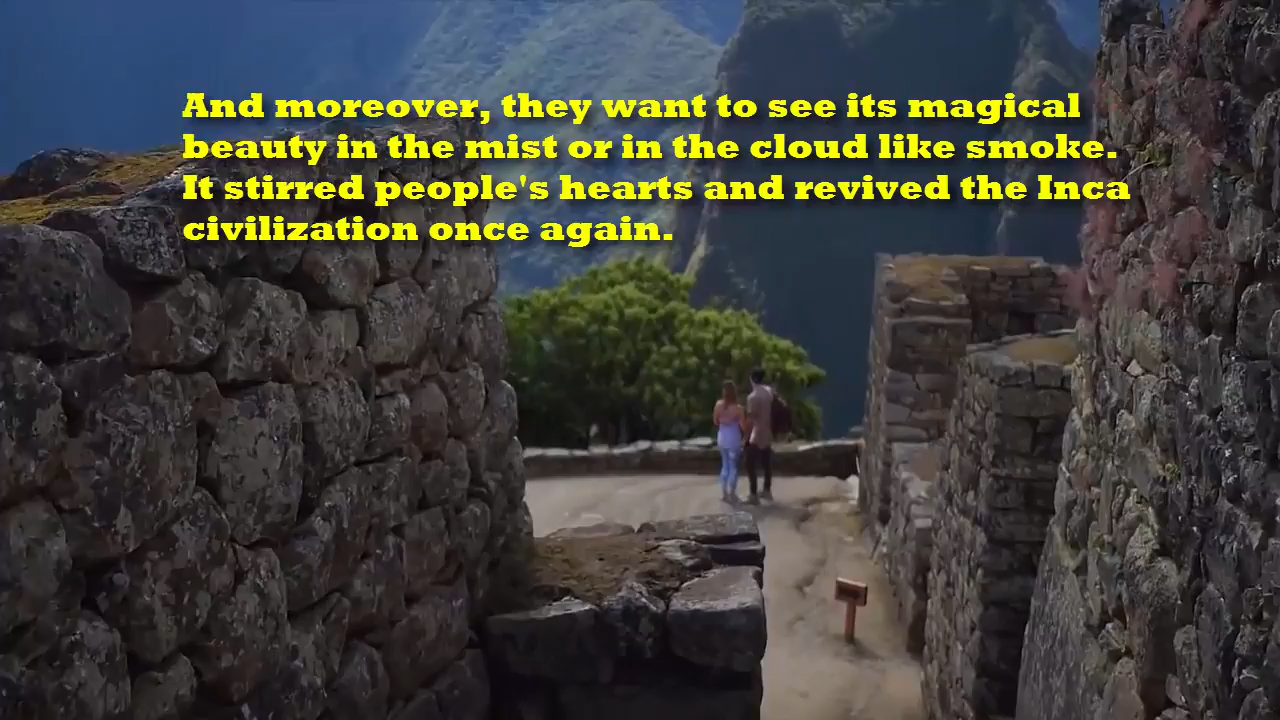 And moreover, they want to see its magical
beauty in the mist or in the cloud like smoke.
It stirred people's hearts and revived the Inca
civilization once again.